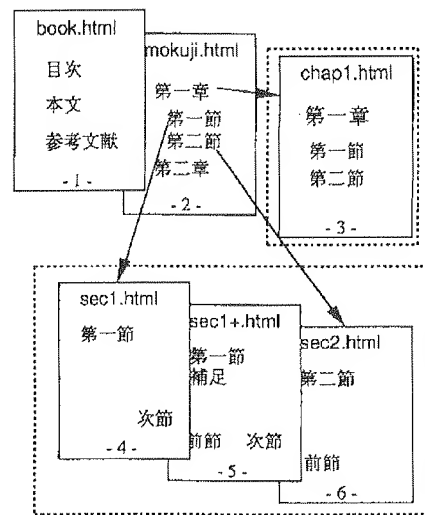 book.html
目次
本文
参考文献
- 1 -
mokuji.html
第一章
第一節
第二節
第二章
- 2 -
chap1.html
第一章
第一節
第二節
- 3 -
sec1.html
第一節
次節
- 4 -
sec1+.html
第一節
補足
前節 次節
- 5 -
sec2.html
第二節
前節
- 6 -